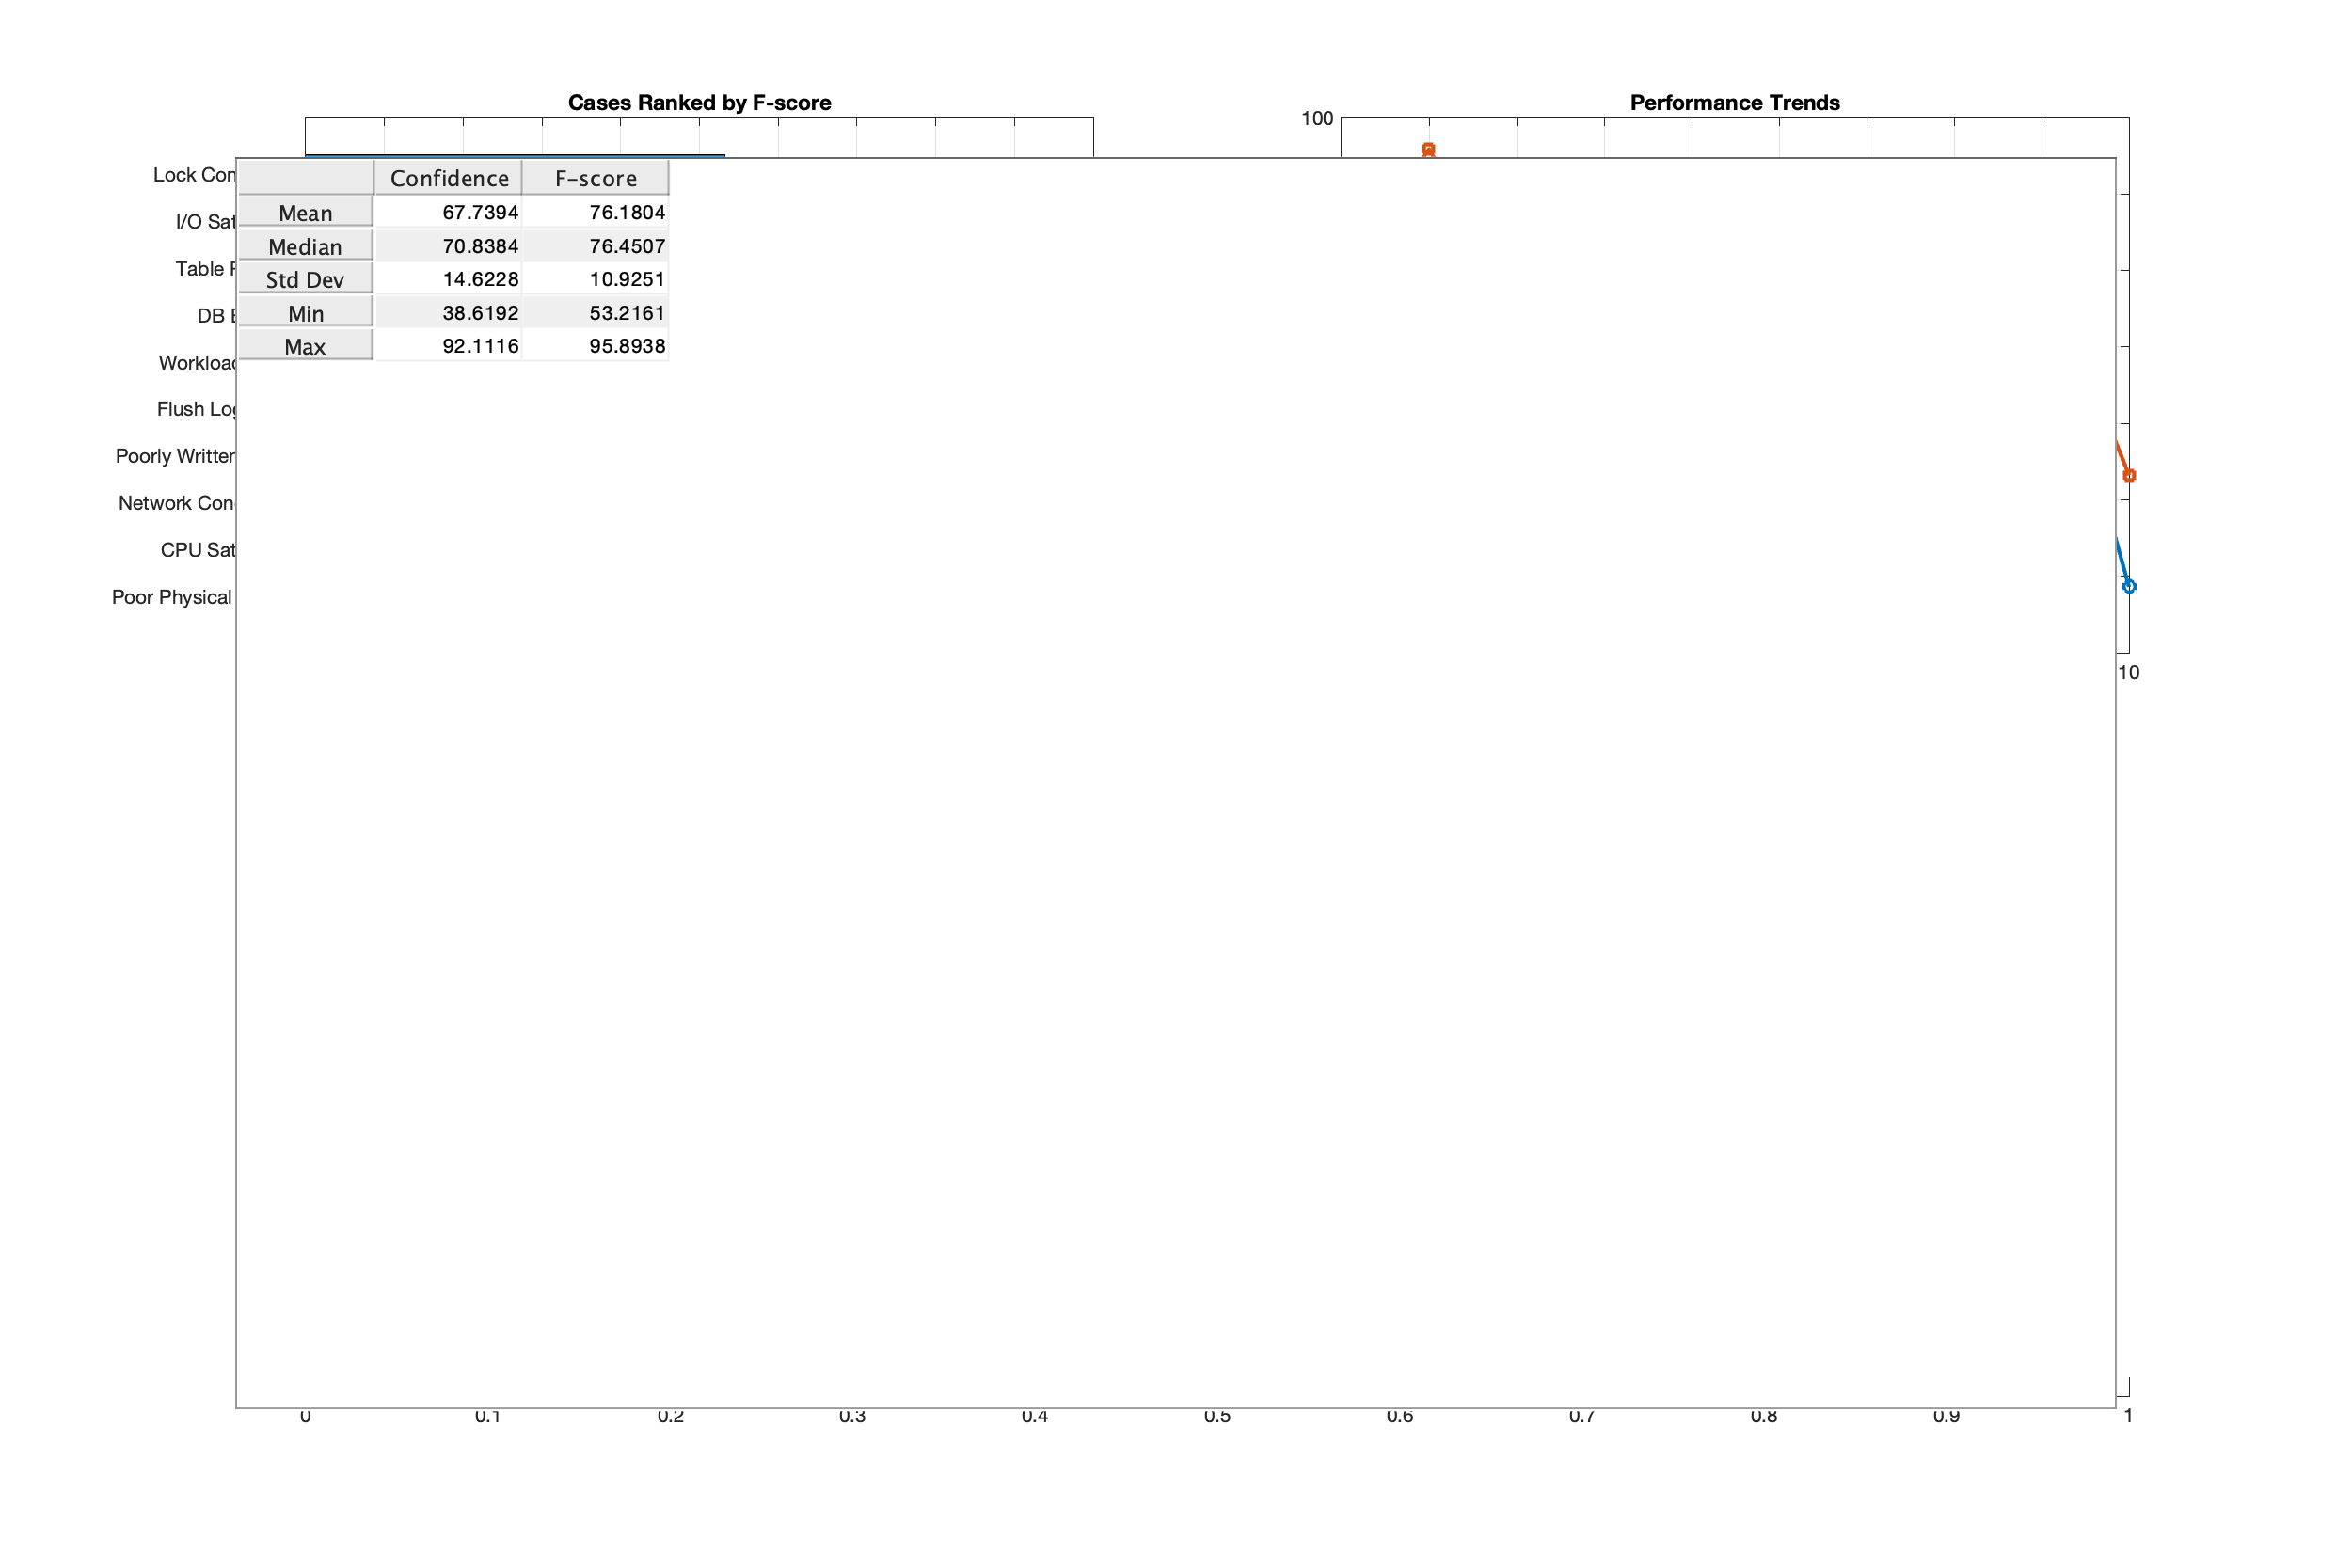 Cases Ranked by F-score
Performance Trends
100
Lock Con
I/O Sat
Table
DB
Workload
Flush Log
Poorly Written
Network Con
CPU Sat
Poor Physical
Confidence F-score
Mean 67.7394 76.1804
Median 70.8384 76.4507
Std Dev 14.6228 10.9251
Min 38.6192 53.2161
Max 92.1116 95.8938
10
0 0.1 0.2 0.3 0.4 0.5 0.6 0.7 0.8 0.9 1